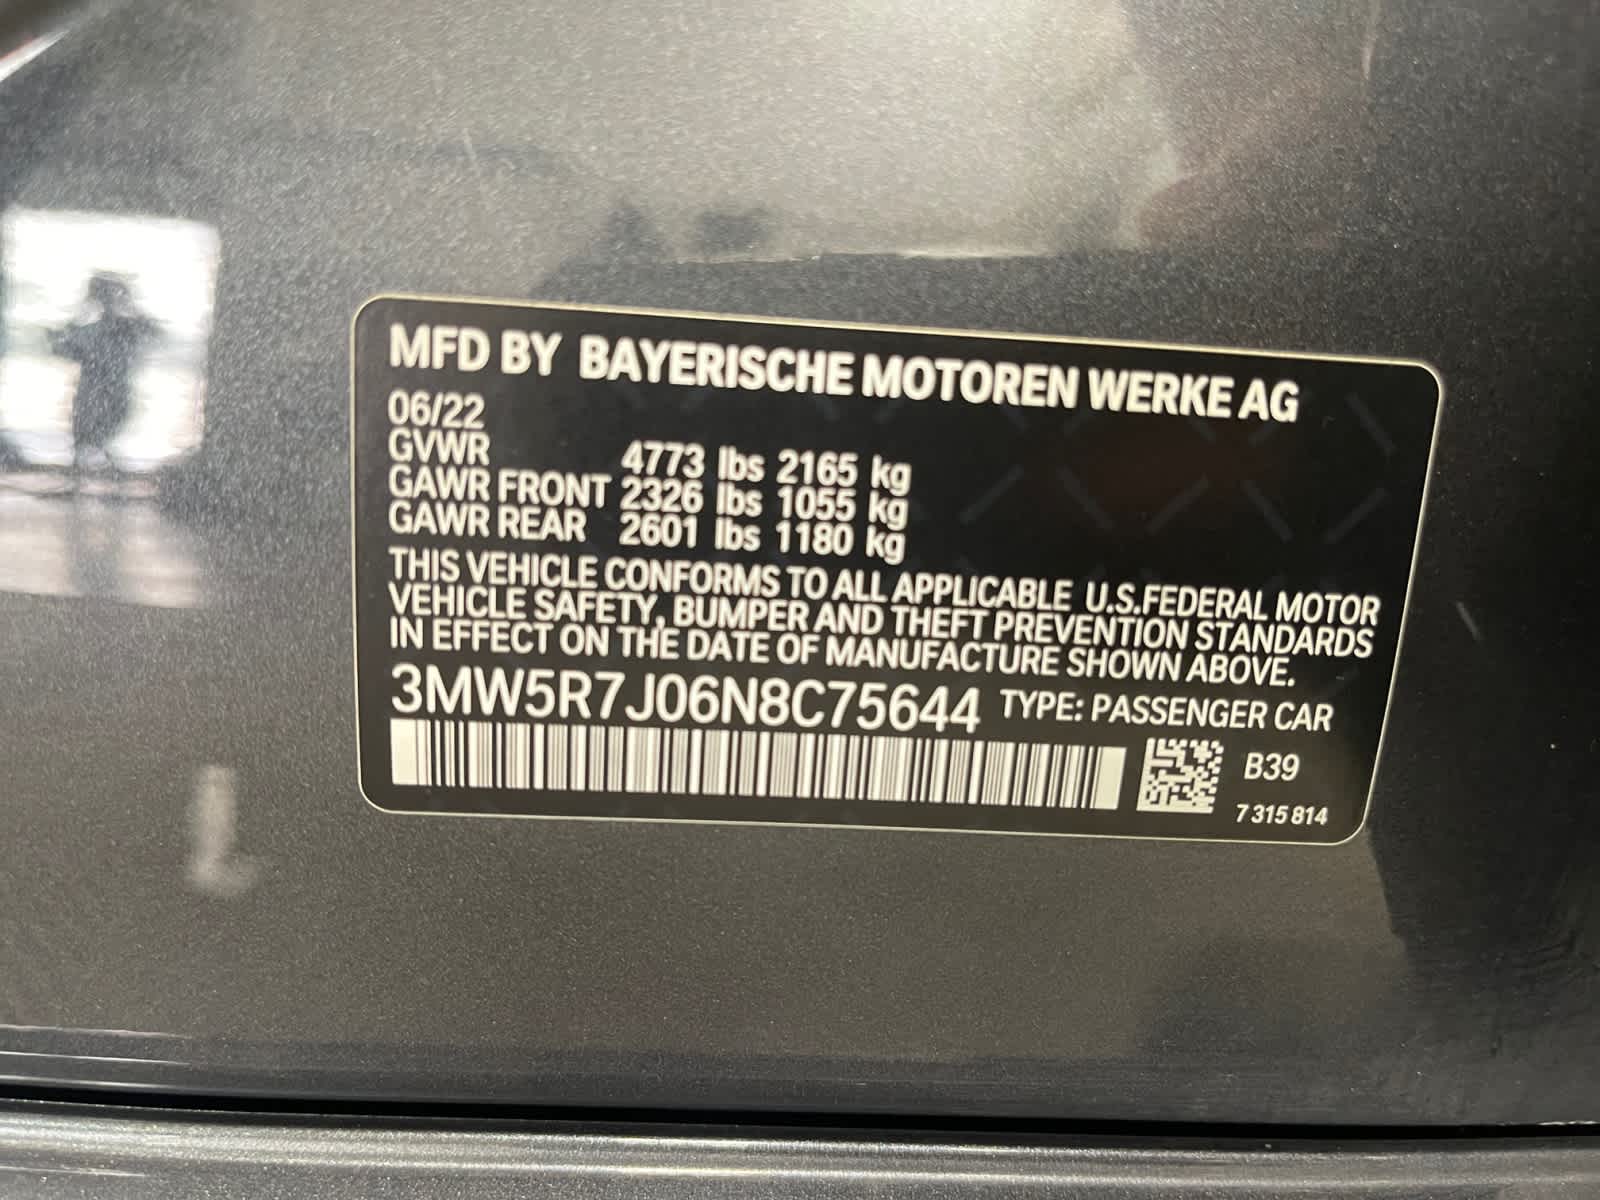 MFD BY BAYERISCHE MOTOREN WERKE AG
06/22
GVWR 4773 lbs 2165 kg
GAWR FRONT 2326 lbs 1055 kg
GAWR REAR 2601 lbs 1180 kg
THIS VEHICLE CONFORMS TO ALL APPLICABLE U.S.FEDERAL MOTOR
VEHICLE SAFETY, BUMPER AND THEFT PREVENTION STANDARDS
IN EFFECT ON THE DATE OF MANUFACTURE SHOWN ABOVE.
3MW5R7J06N8C75644 TYPE: PASSENGER CAR
B39
7 315 814